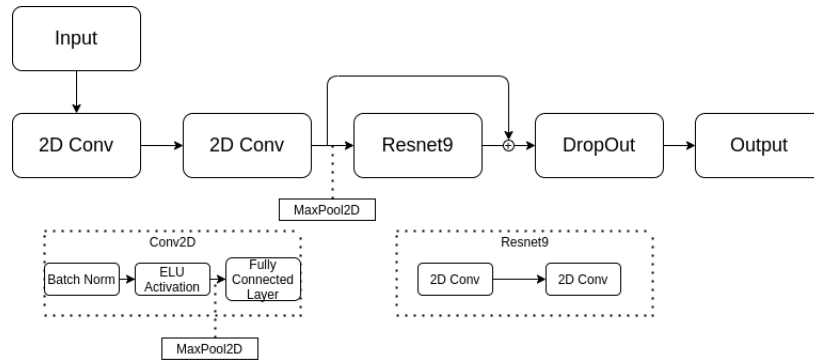 Input
2D Conv
2D Conv
Resnet9
DropOut
Output
MaxPool2D
Conv2D
Batch Norm
ELU
Activation
Fully
Connected
Layer
MaxPool2D
Resnet9
2D Conv
2D Conv